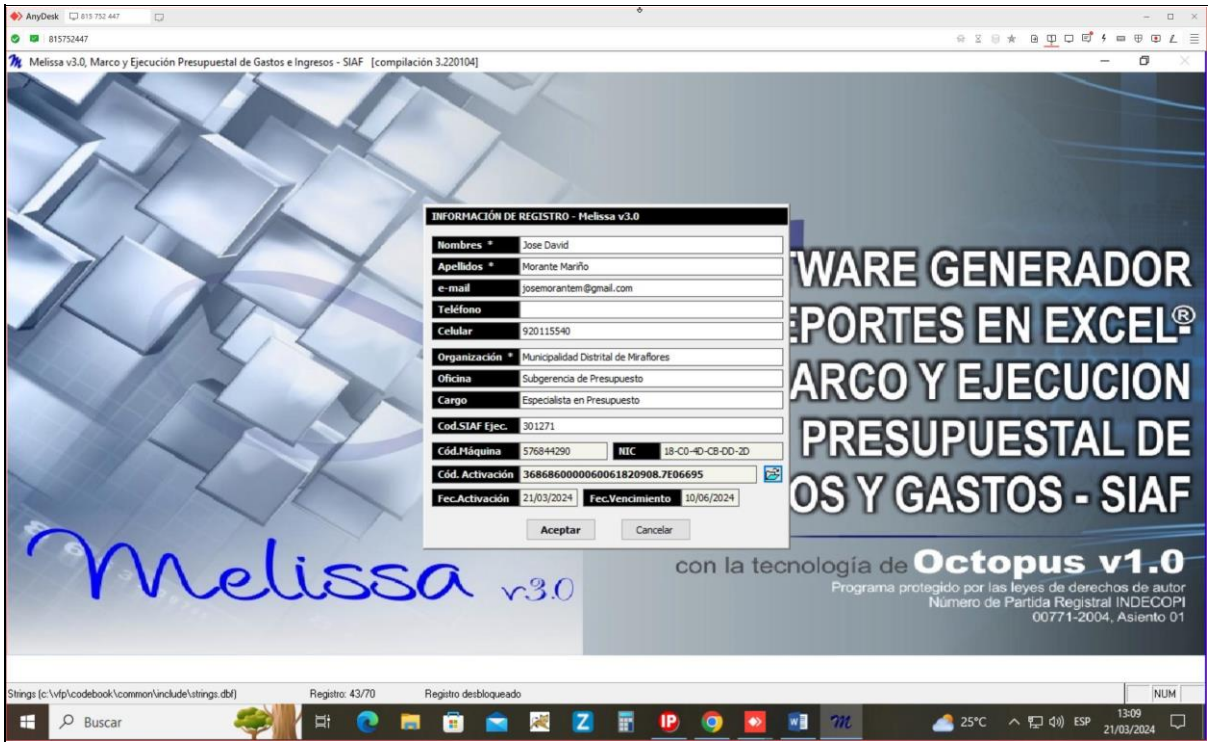 AnyDesk 815 752 447
815752447
Melissa v3.0, Marco y Ejecución Presupuestal de Gastos e Ingresos - SIAF [compilación 3.220104]
INFORMACIÓN DE REGISTRO - Melissa v3.0
Nombres * Jose David
Apellidos * Morante Mariño
e-mail josemorantem@gmail.com
Teléfono
Celular 920115540
Organización * Municipalidad Distrital de Miraflores
Oficina Subgerencia de Presupuesto
Cargo Especialista en Presupuesto
Cod.SIAF Ejec. 301271
Cód.Máquina 576844290 NIC 18-C0-4D-CB-DD-2D
Cód. Activación 3686860000060061820908.7E06695
Fec.Activación 21/03/2024 Fec.Vencimiento 10/06/2024
Aceptar Cancelar
WARE GENERADOR
EPORTES EN EXCEL®
ARCO Y EJECUCION
PRESUPUESTAL DE
OS Y GASTOS - SIAF
Melissa v3.0
con la tecnología de Octopus v1.0
Programa protegido por las leyes de derechos de autor
Número de Partida Registral INDECOPI
00771-2004, Asiento 01
Strings (c:\vfp\codebook\common\include\strings.dbf) Registro: 43/70 Registro desbloqueado NUM
Buscar 25°C ESP 13:09
21/03/2024